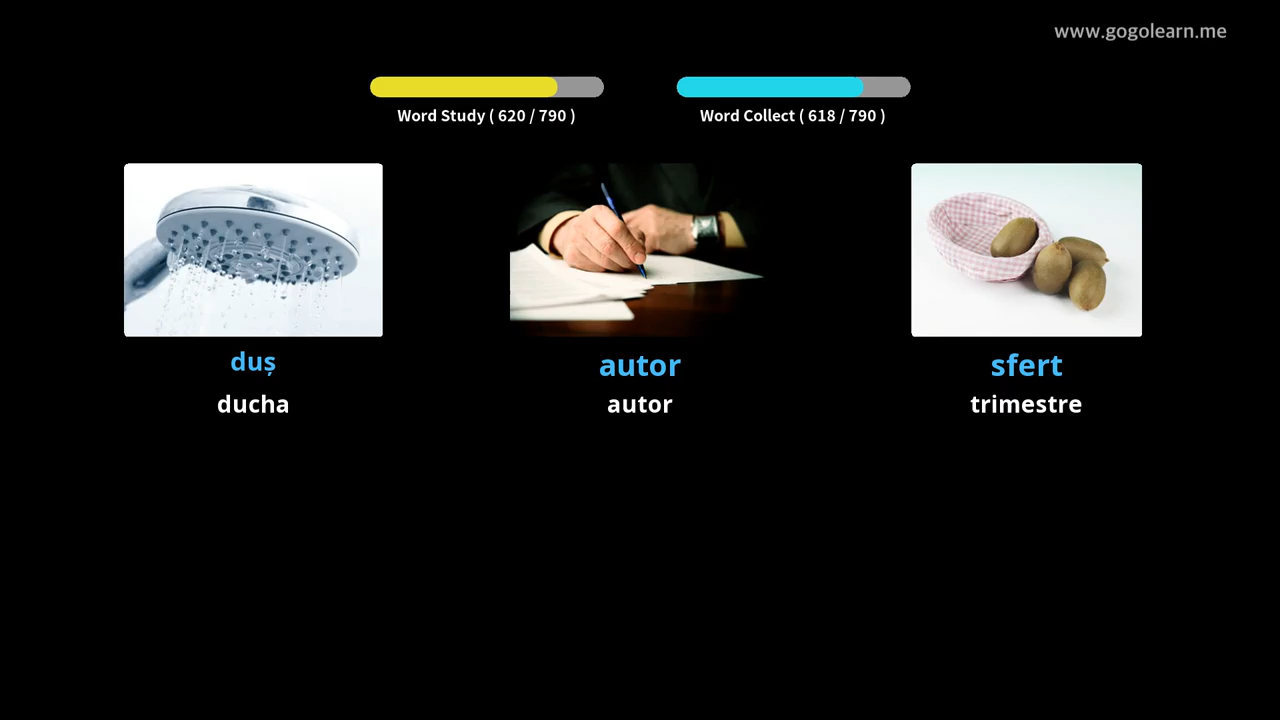 www.gogolearn.me
Word Study ( 620 / 790 )
Word Collect ( 618 / 790 )
duș
autor
sfert
ducha
autor
trimestre